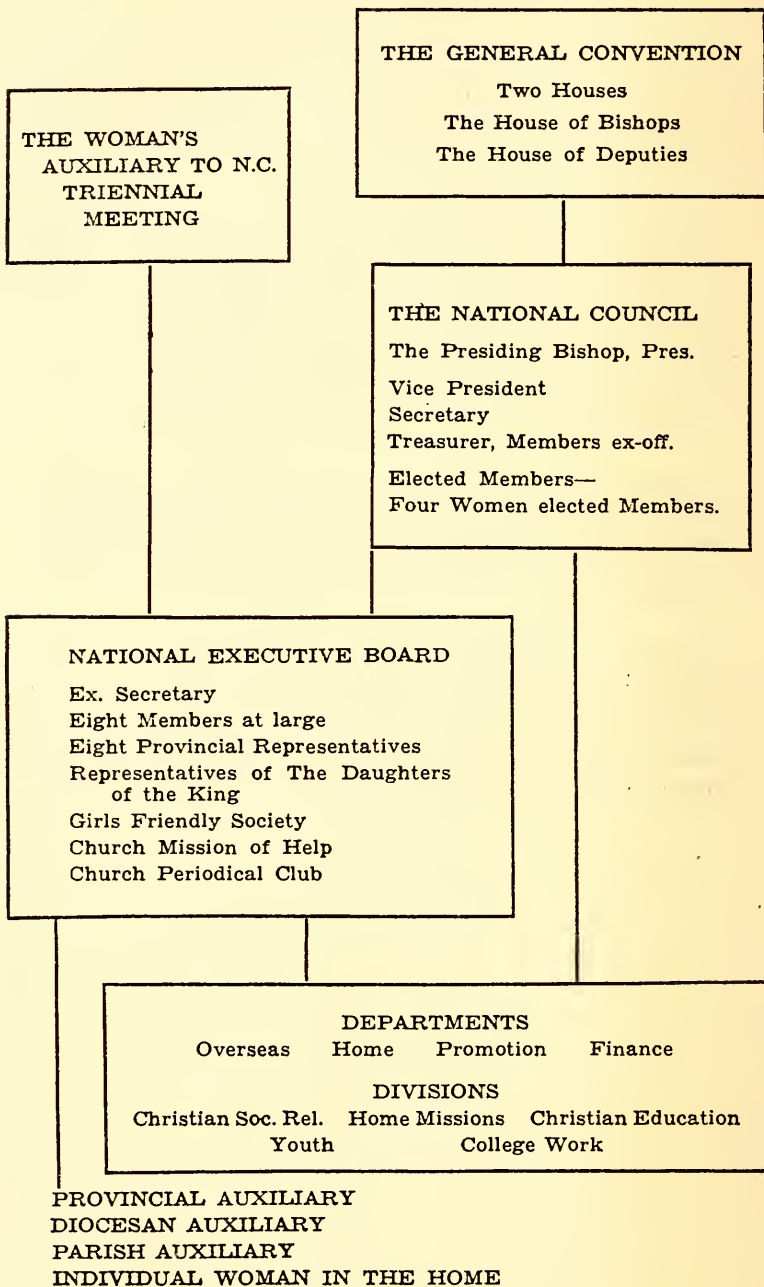 THE GENERAL CONVENTION
Two Houses
The House of Bishops
The House of Deputies
THE WOMAN'S
AUXILIARY TO N.C.
TRIENNIAL
MEETING
THE NATIONAL COUNCIL
The Presiding Bishop, Pres.
Vice President
Secretary
Treasurer, Members ex-off.
Elected Members—
Four Women elected Members.
NATIONAL EXECUTIVE BOARD
Ex. Secretary
Eight Members at large
Eight Provincial Representatives
Representatives of The Daughters
of the King
Girls Friendly Society
Church Mission of Help
Church Periodical Club
DEPARTMENTS
Overseas Home Promotion Finance
DIVISIONS
Christian Soc. Rel. Home Missions Christian Education
Youth College Work
PROVINCIAL AUXILIARY
DIOCESAN AUXILIARY
PARISH AUXILIARY
INDIVIDUAL WOMAN IN THE HOME